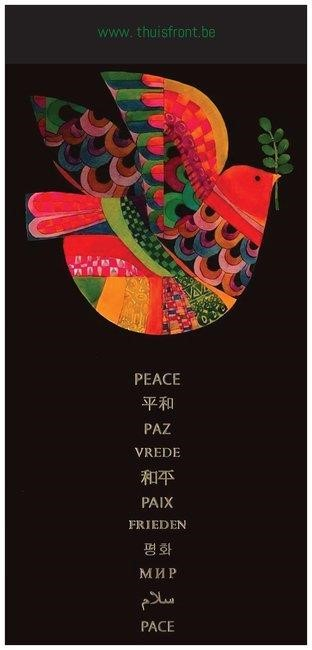 www. thuisfront.be
PEACE
平和
PAZ
VREDE
和平
PAIX
FRIEDEN
평화
МИР
سلام
PACE